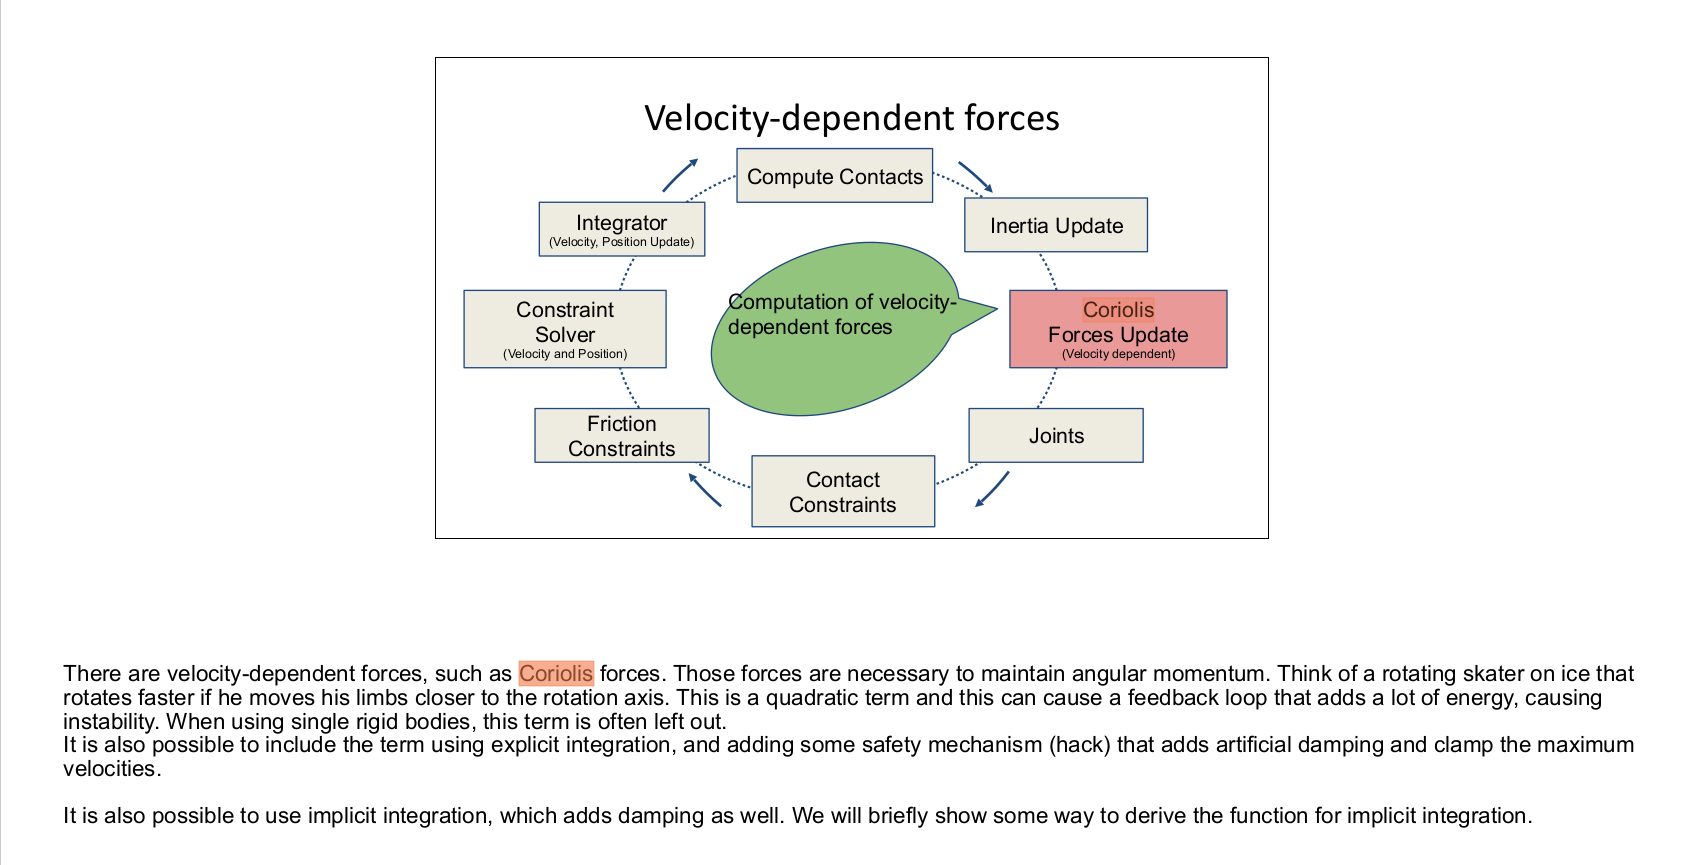 Velocity-dependent forces
Compute Contacts
Integrator
(Velocity, Position Update)
Inertia Update
Computation of velocity-
dependent forces
Constraint
Solver
(Velocity and Position)
Coriolis
Forces Update
(Velocity dependent)
Friction
Constraints
Joints
Contact
Constraints
There are velocity-dependent forces, such as Coriolis forces. Those forces are necessary to maintain angular momentum. Think of a rotating skater on ice that
rotates faster if he moves his limbs closer to the rotation axis. This is a quadratic term and this can cause a feedback loop that adds a lot of energy, causing
instability. When using single rigid bodies, this term is often left out.
It is also possible to include the term using explicit integration, and adding some safety mechanism (hack) that adds artificial damping and clamp the maximum
velocities.
It is also possible to use implicit integration, which adds damping as well. We will briefly show some way to derive the function for implicit integration.